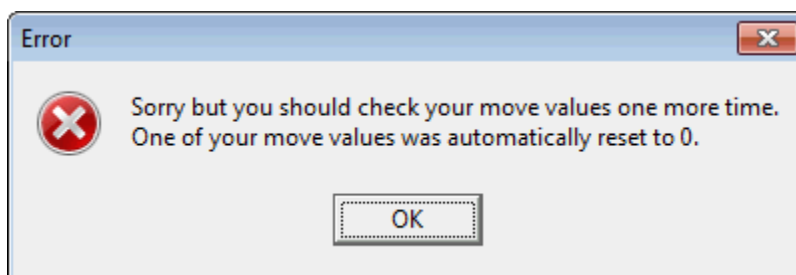 Error
Sorry but you should check your move values one more time.
One of your move values was automatically reset to 0.
OK